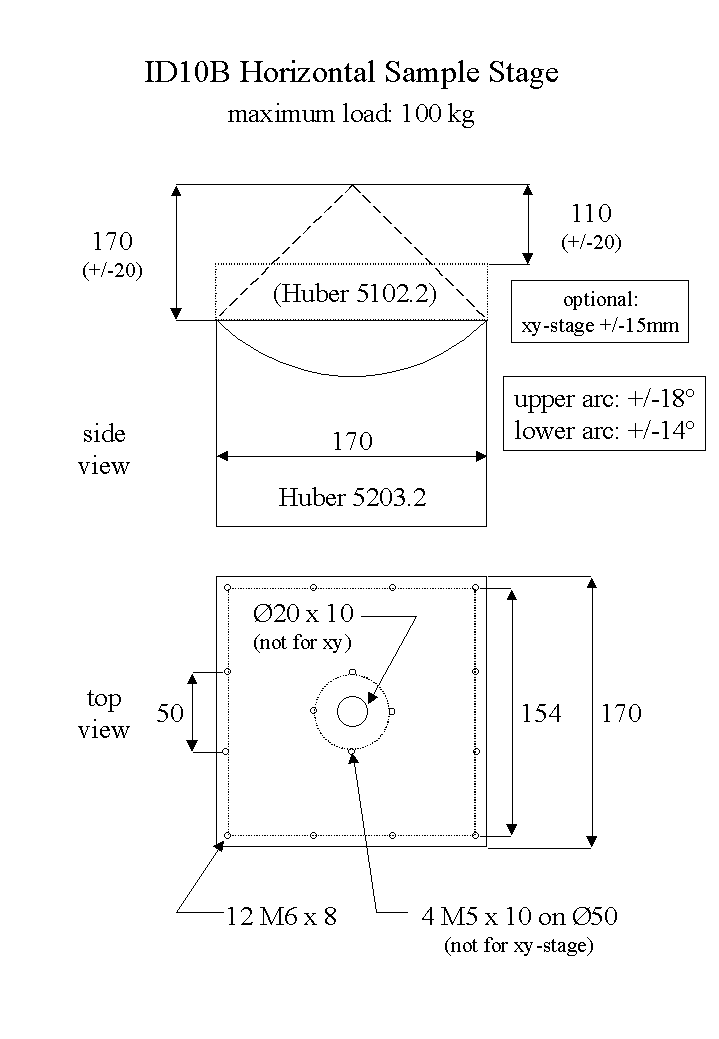 ID10B Horizontal Sample Stage
maximum load: 100 kg
170
(+/-20)
110
(+/-20)
(Huber 5102.2)
optional:
xy-stage +/-15mm
upper arc: +/-18°
lower arc: +/-14°
side
view
170
Huber 5203.2
Ø20 x 10
(not for xy)
top
view
50
154
170
12 M6 x 8
4 M5 x 10 on Ø50
(not for xy-stage)